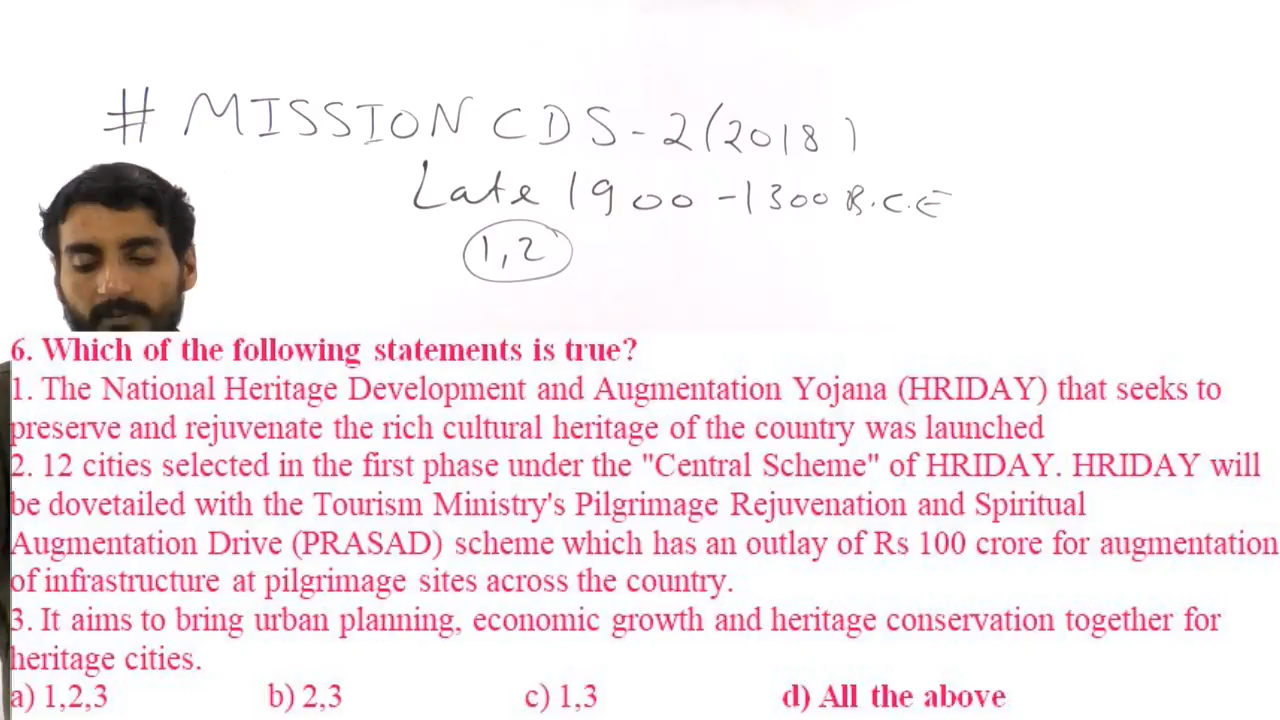 # MISSION CDS-2(2018)
Late 1900-1300 B.C.E
1,2
6. Which of the following statements is true?
1. The National Heritage Development and Augmentation Yojana (HRIDAY) that seeks to
preserve and rejuvenate the rich cultural heritage of the country was launched
2. 12 cities selected in the first phase under the "Central Scheme" of HRIDAY. HRIDAY will
be dovetailed with the Tourism Ministry's Pilgrimage Rejuvenation and Spiritual
Augmentation Drive (PRASAD) scheme which has an outlay of Rs 100 crore for augmentation
of infrastructure at pilgrimage sites across the country.
3. It aims to bring urban planning, economic growth and heritage conservation together for
heritage cities.
a) 1,2,3 b) 2,3 c) 1,3 d) All the above